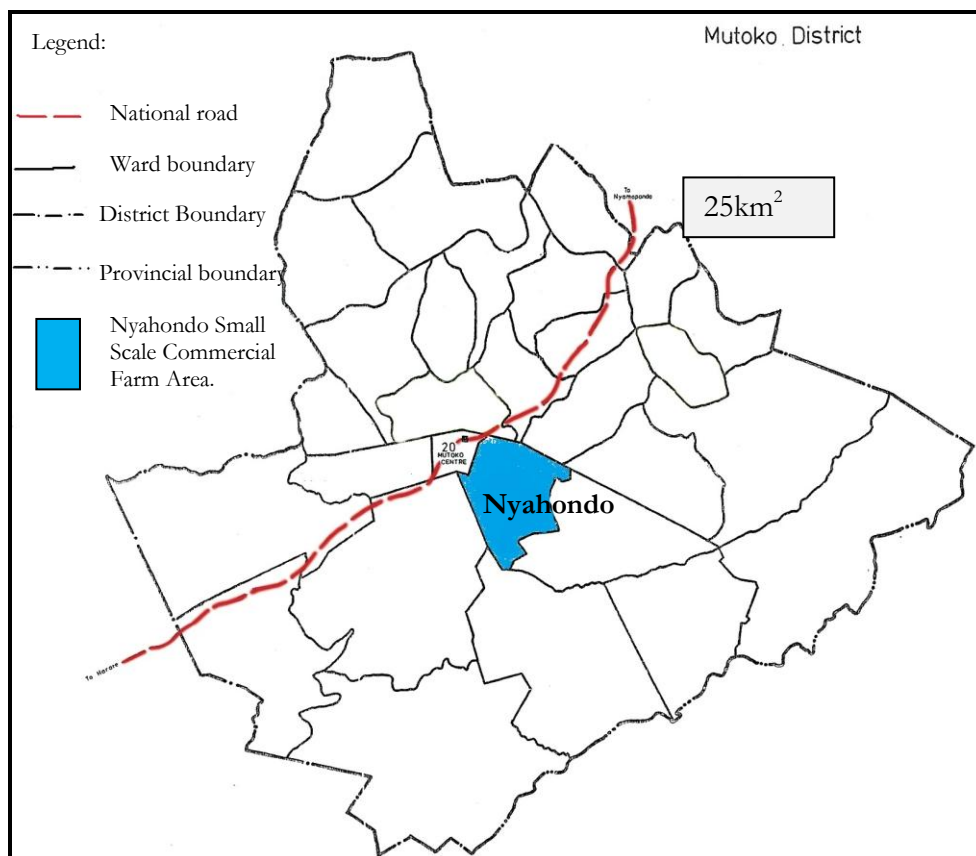 Legend:
Mutoko District
National road
Ward boundary
District Boundary
Provincial boundary
Nyahondo Small
Scale Commercial
Farm Area.
To
Nyamapanda
25km²
20
MUTOKO
CENTRE
Nyahondo
To Harare